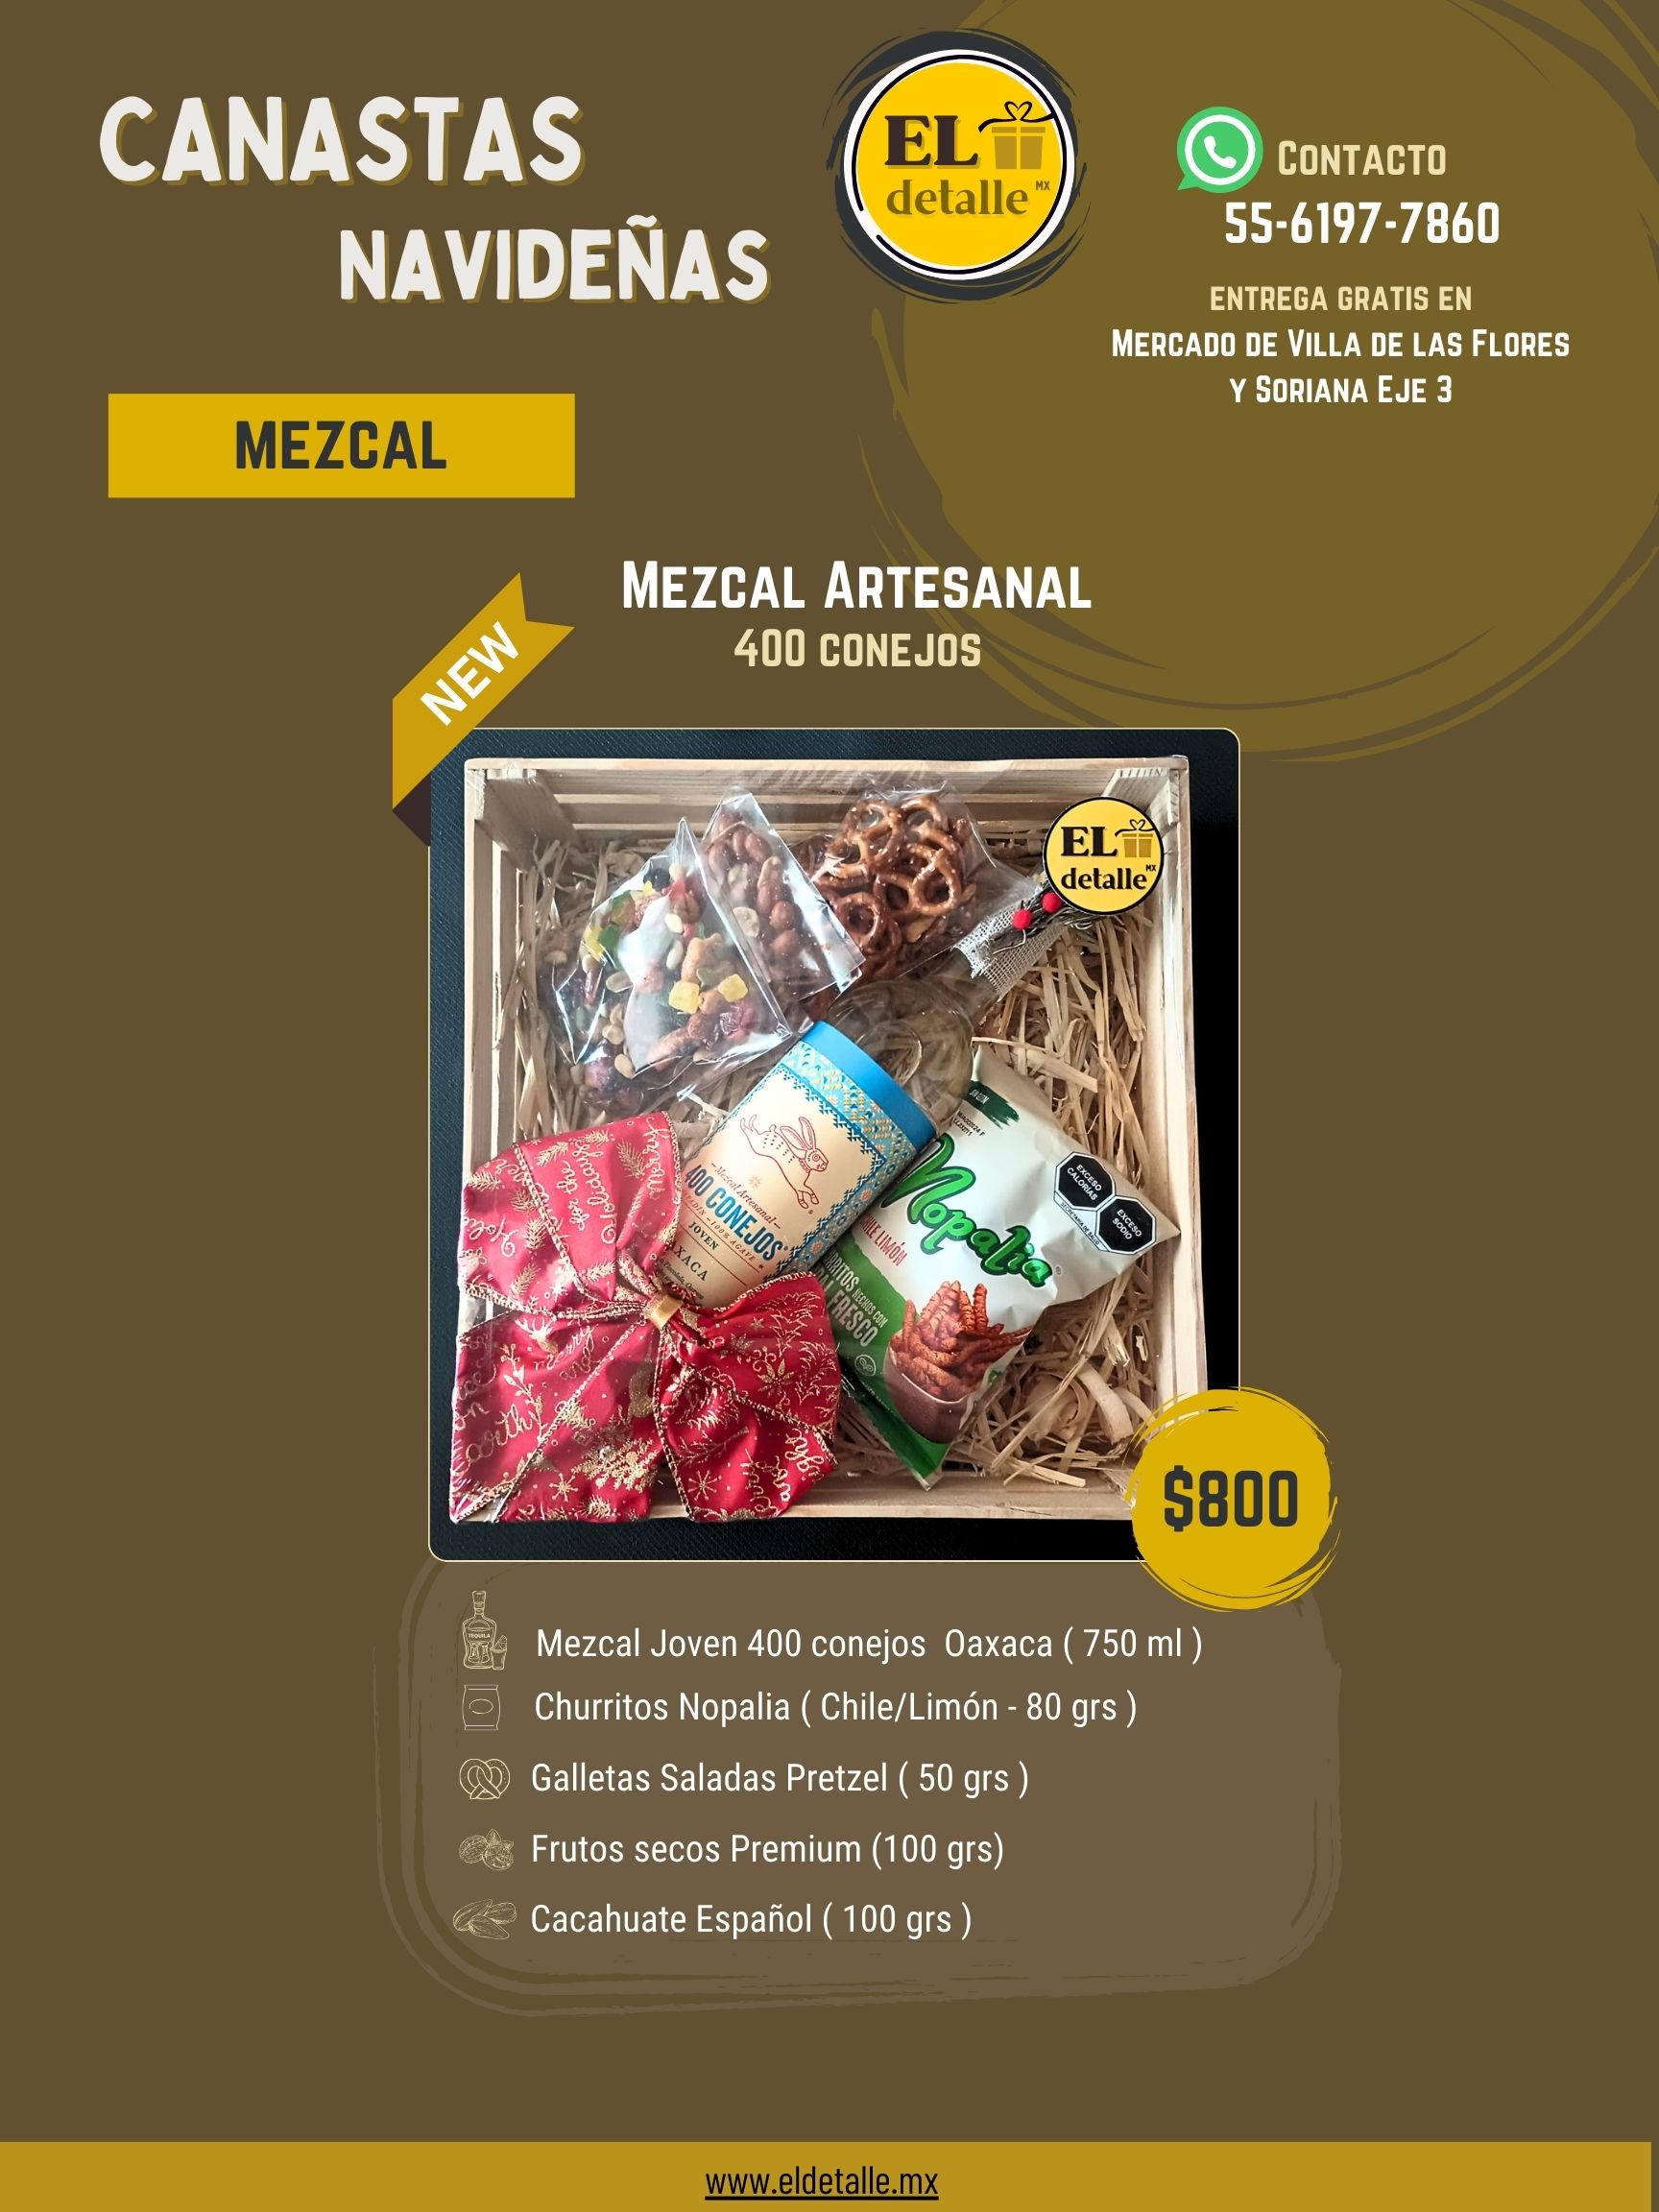 CANASTAS
NAVIDEÑAS
EL
detalle MX
CONTACTO
55-6197-7860
ENTREGA GRATIS EN
MERCADO DE VILLA DE LAS FLORES
Y SORIANA EJE 3
MEZCAL
MEZCAL ARTESANAL
400 CONEJOS
NEW
EL
detalle MX
Mezcal Artesanal
400 CONEJOS
100% AGAVE
JOVEN
Nopalia
FRESCO
EXCESO
CALORÍAS
EXCESO
SODIO
$800
TEQUILA
Mezcal Joven 400 conejos Oaxaca ( 750 ml )
Churritos Nopalia ( Chile/Limón - 80 grs )
Galletas Saladas Pretzel ( 50 grs )
Frutos secos Premium (100 grs)
Cacahuate Español ( 100 grs )
www.eldetalle.mx